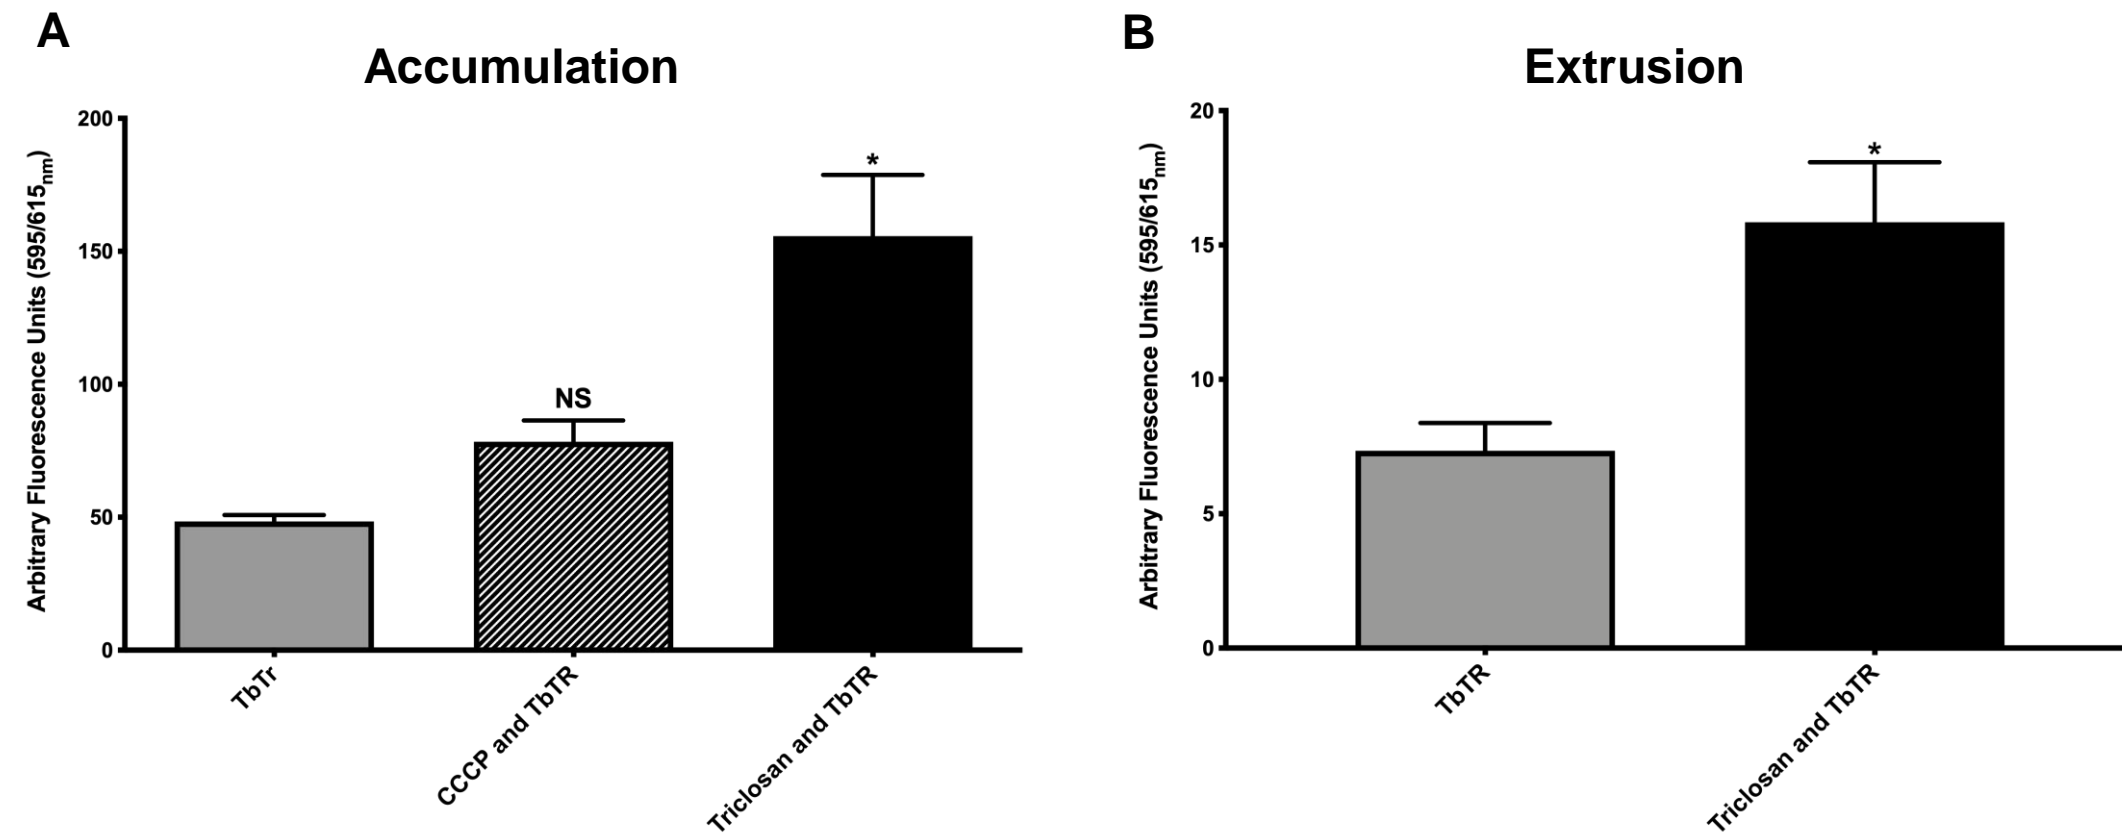 A
Accumulation
Arbitrary Fluorescence Units (595/615nm)
200
150
100
50
0
NS
*
TbTr
CCCP and TbTR
Triclosan and TbTR
B
Extrusion
Arbitrary Fluorescence Units (595/615nm)
20
15
10
5
0
*
TbTR
Triclosan and TbTR